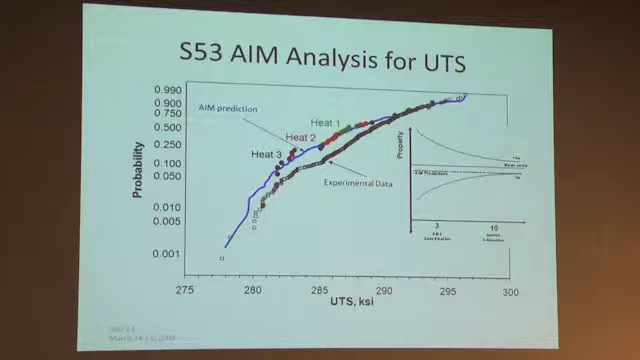 S53 AIM Analysis for UTS
0.990
0.900
0.750
0.500
0.250
0.100
0.050
0.010
0.005
0.001
Probability
AIM prediction
Heat 1
Heat 2
Heat 3
Experimental Data
Property
Mean value
3
10
275
280
285
290
295
300
UTS, ksi